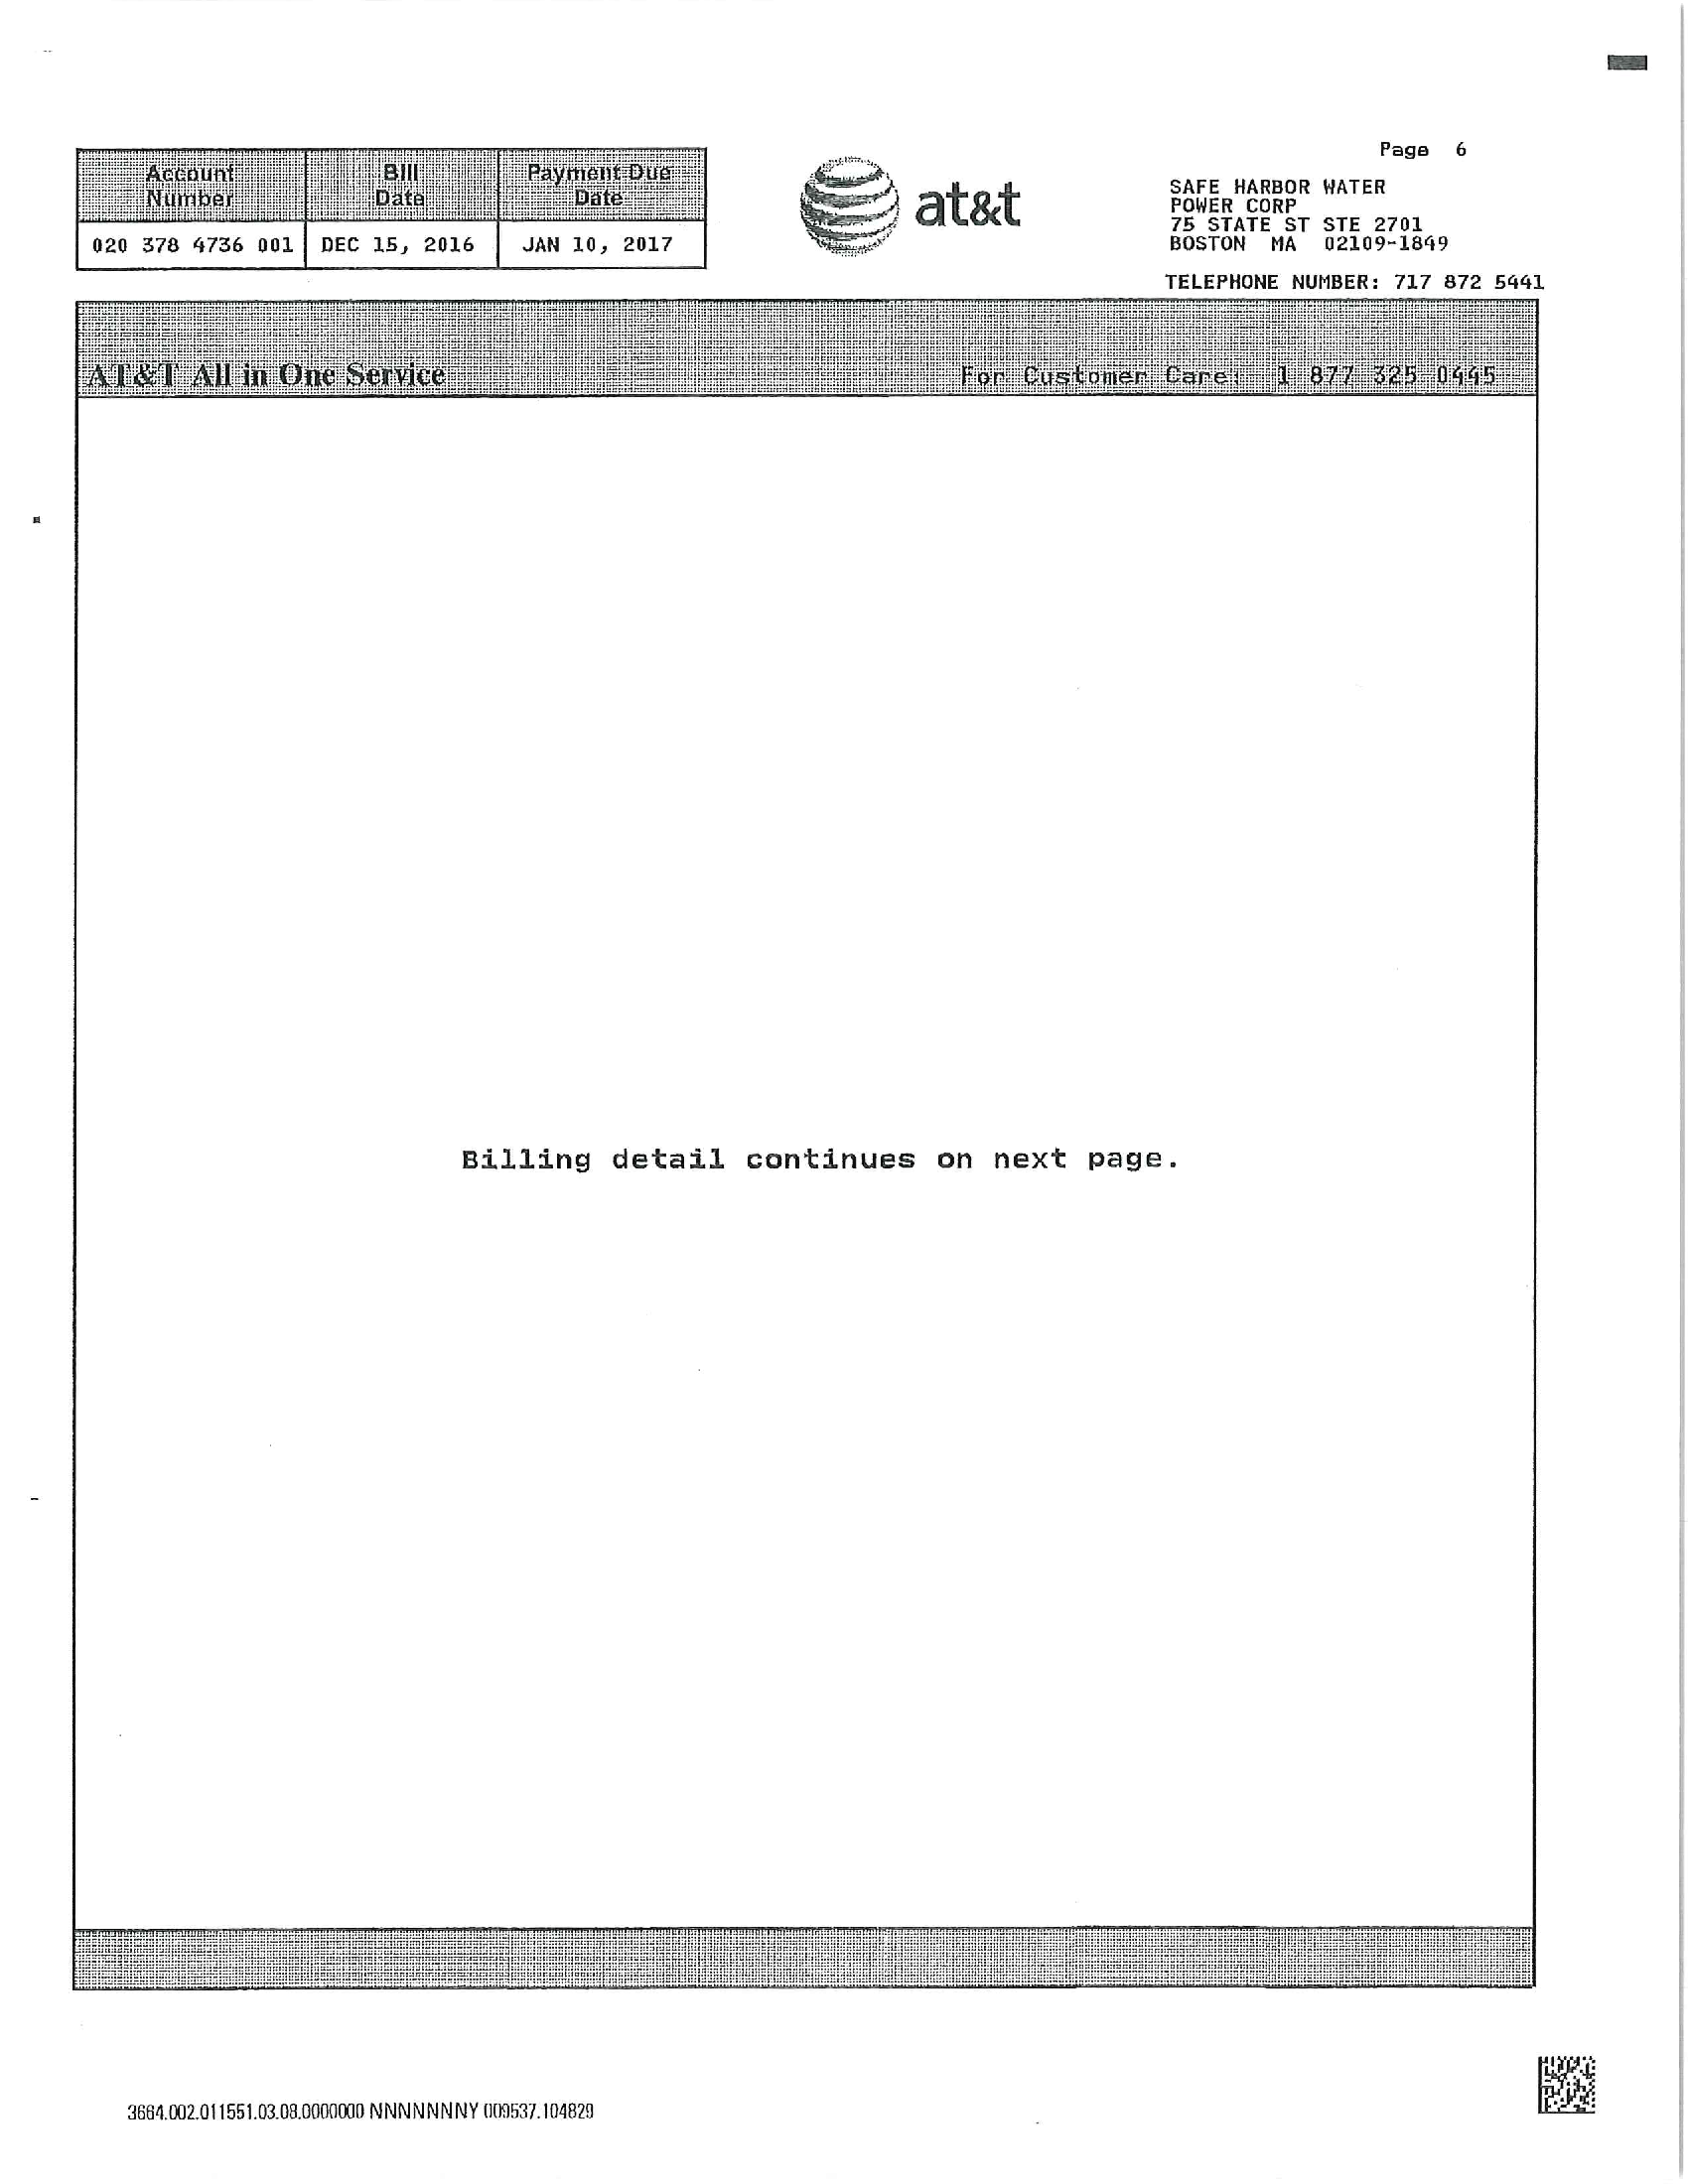 Page 6
Account Number
Bill Date
Payment Due Date
020 378 4736 001
DEC 15, 2016
JAN 10, 2017
at&t
SAFE HARBOR WATER
POWER CORP
75 STATE ST STE 2701
BOSTON MA 02109-1849
TELEPHONE NUMBER: 717 872 5441
AT&T All in One Service
For Customer Care: 1 877 325 0445
Billing detail continues on next page.
3664.002.011551.03.08.0000000 NNNNNNNY 009537.104829